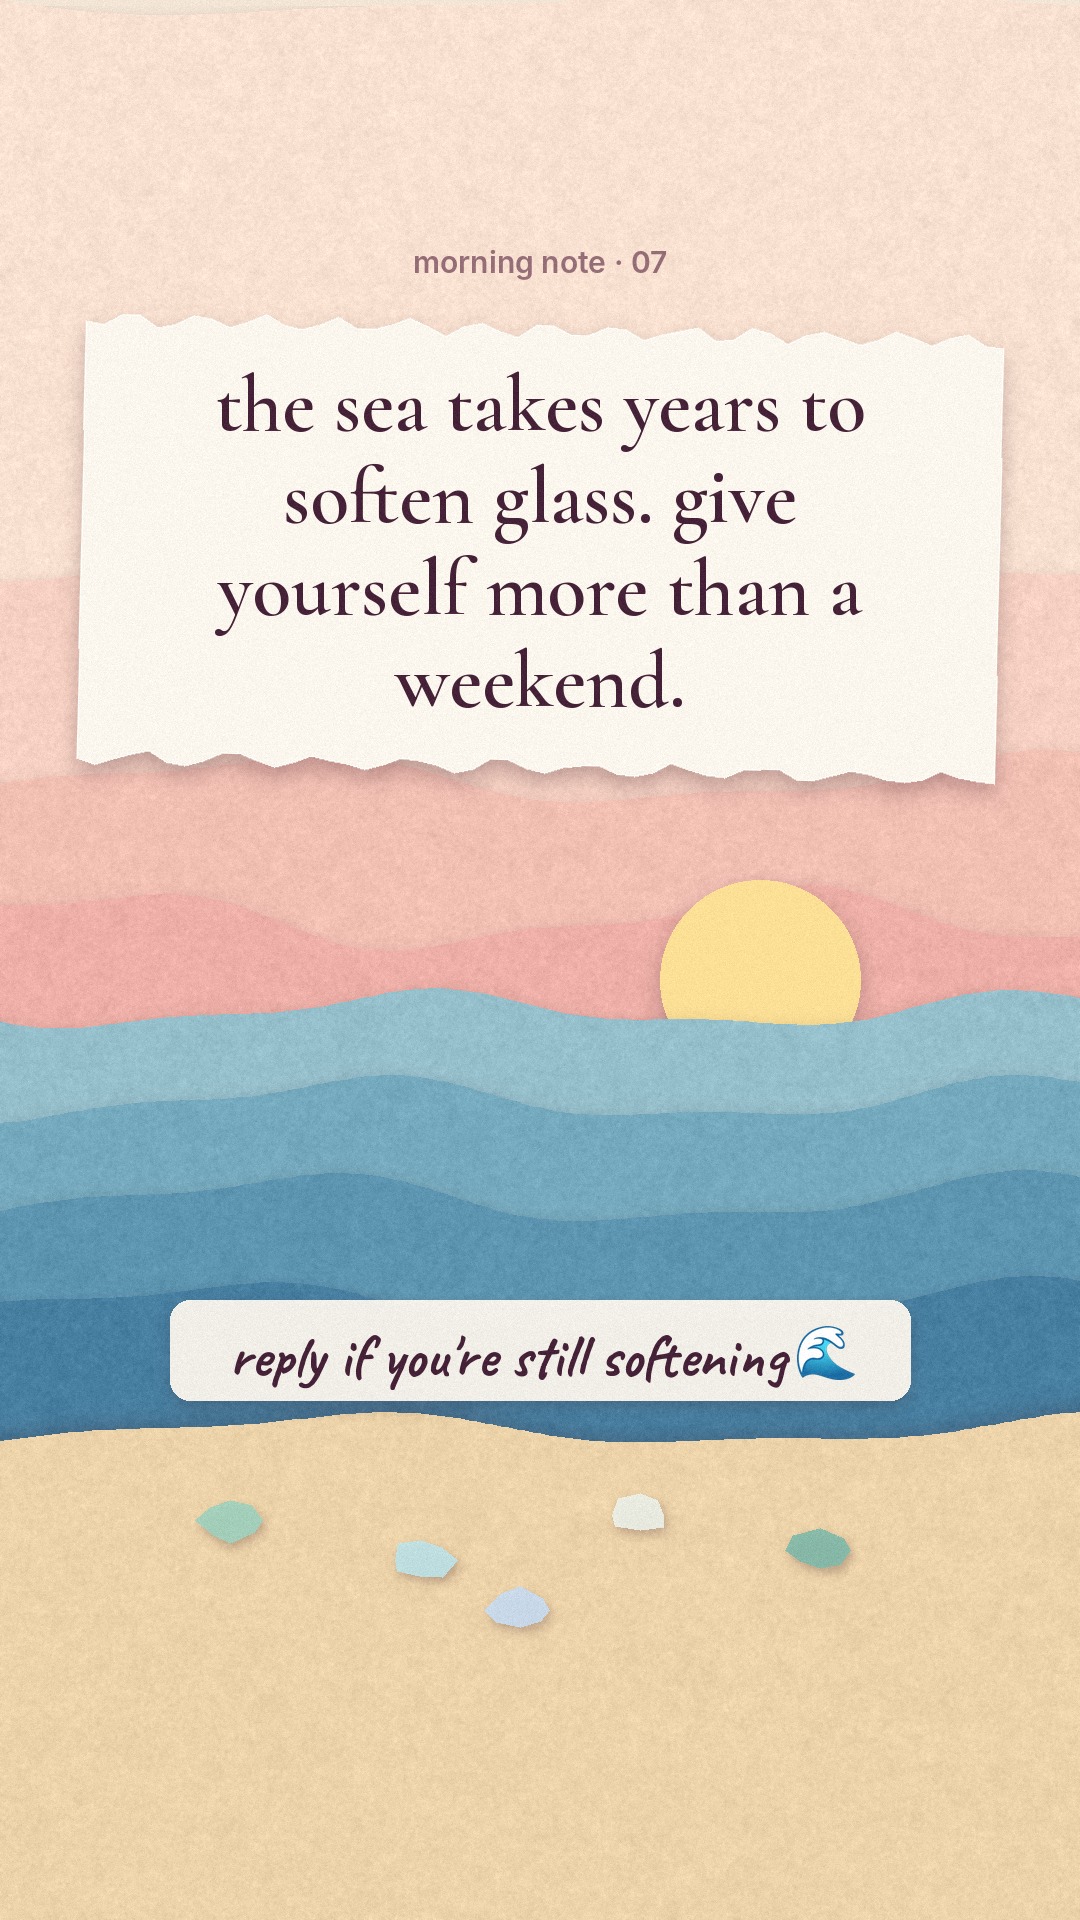 morning note · 07
the sea takes years to
soften glass. give
yourself more than a
weekend.
reply if you're still softening🌊